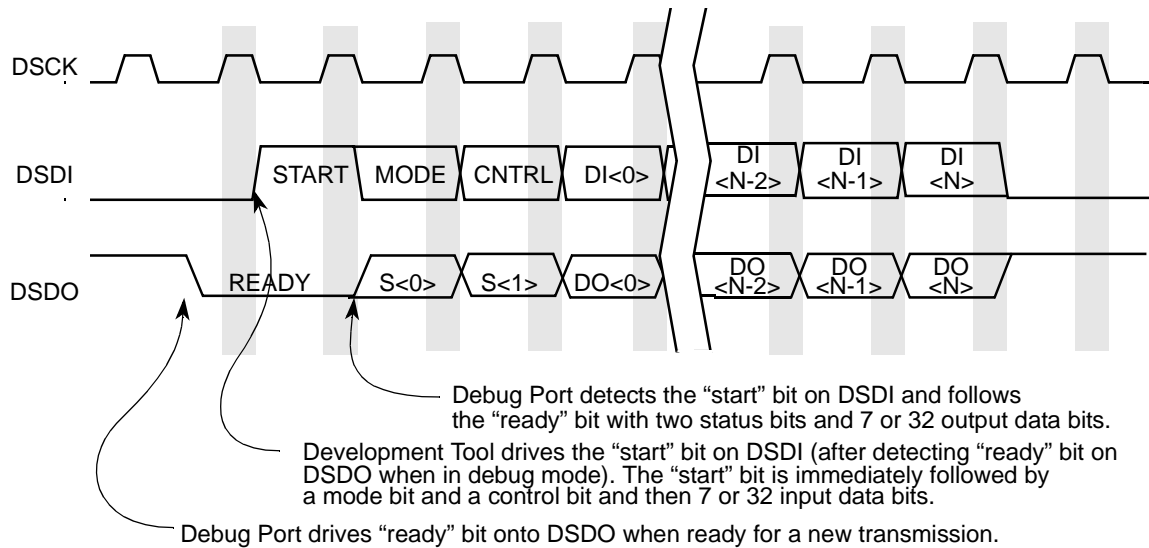 DSCK
DSDI
START MODE CNTRL DI<0> DI <N-2> DI <N-1> DI <N>
DSDO
READY S<0> S<1> DO<0> DO <N-2> DO <N-1> DO <N>
Debug Port detects the “start” bit on DSDI and follows
the “ready” bit with two status bits and 7 or 32 output data bits.
Development Tool drives the “start” bit on DSDI (after detecting “ready” bit on
DSDO when in debug mode). The “start” bit is immediately followed by
a mode bit and a control bit and then 7 or 32 input data bits.
Debug Port drives “ready” bit onto DSDO when ready for a new transmission.